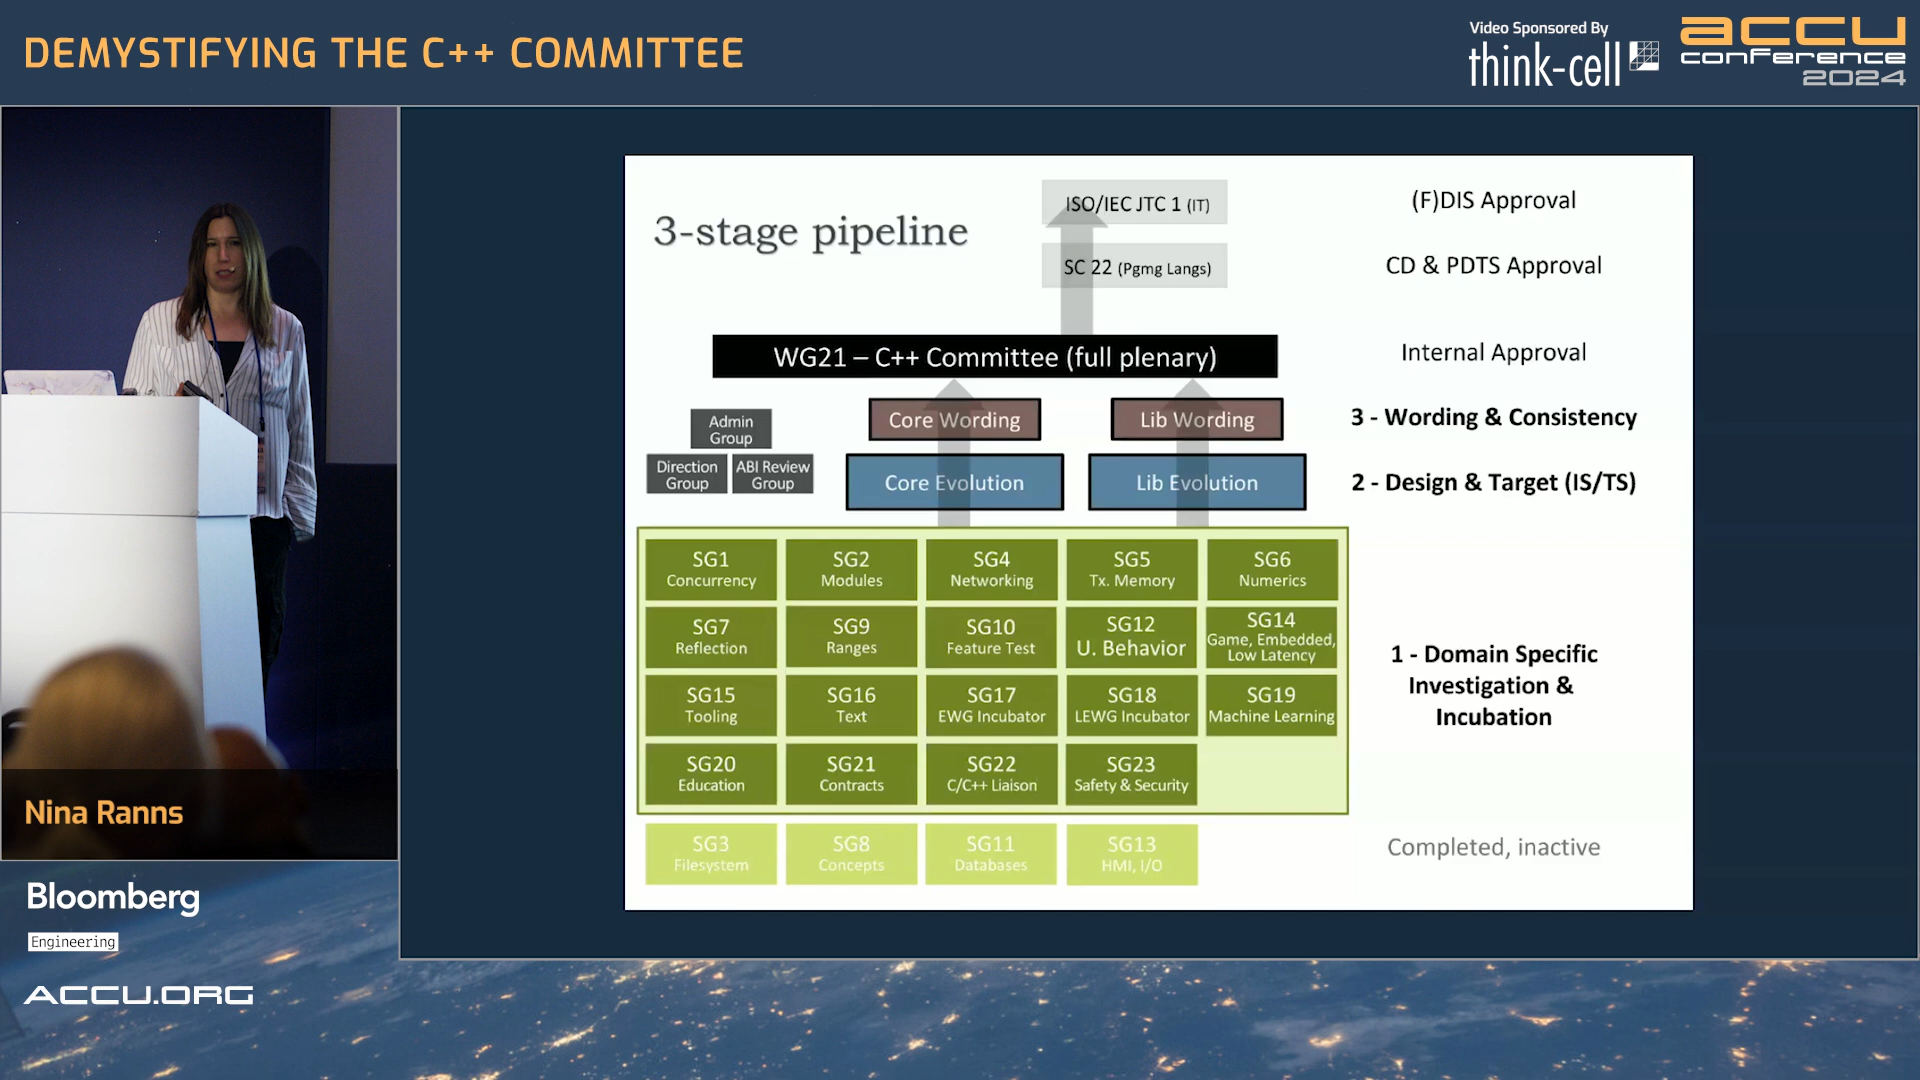 DEMYSTIFYING THE C++ COMMITTEE
Video Sponsored By
think-cell
accu
conference
2024
3-stage pipeline
ISO/IEC JTC 1 (IT)
(F)DIS Approval
SC 22 (Pgmg Langs)
CD & PDTS Approval
WG21 – C++ Committee (full plenary)
Internal Approval
Admin
Group
Core Wording
Lib Wording
3 - Wording & Consistency
Direction
Group
ABI Review
Group
Core Evolution
Lib Evolution
2 - Design & Target (IS/TS)
SG1
Concurrency
SG2
Modules
SG4
Networking
SG5
Tx. Memory
SG6
Numerics
SG7
Reflection
SG9
Ranges
SG10
Feature Test
SG12
U. Behavior
SG14
Game, Embedded,
Low Latency
1 - Domain Specific
Investigation &
Incubation
SG15
Tooling
SG16
Text
SG17
EWG Incubator
SG18
LEWG Incubator
SG19
Machine Learning
SG20
Education
SG21
Contracts
SG22
C/C++ Liaison
SG23
Safety & Security
SG3
Filesystem
SG8
Concepts
SG11
Databases
SG13
HMI, I/O
Completed, inactive
Nina Ranns
Bloomberg
Engineering
ACCU.ORG